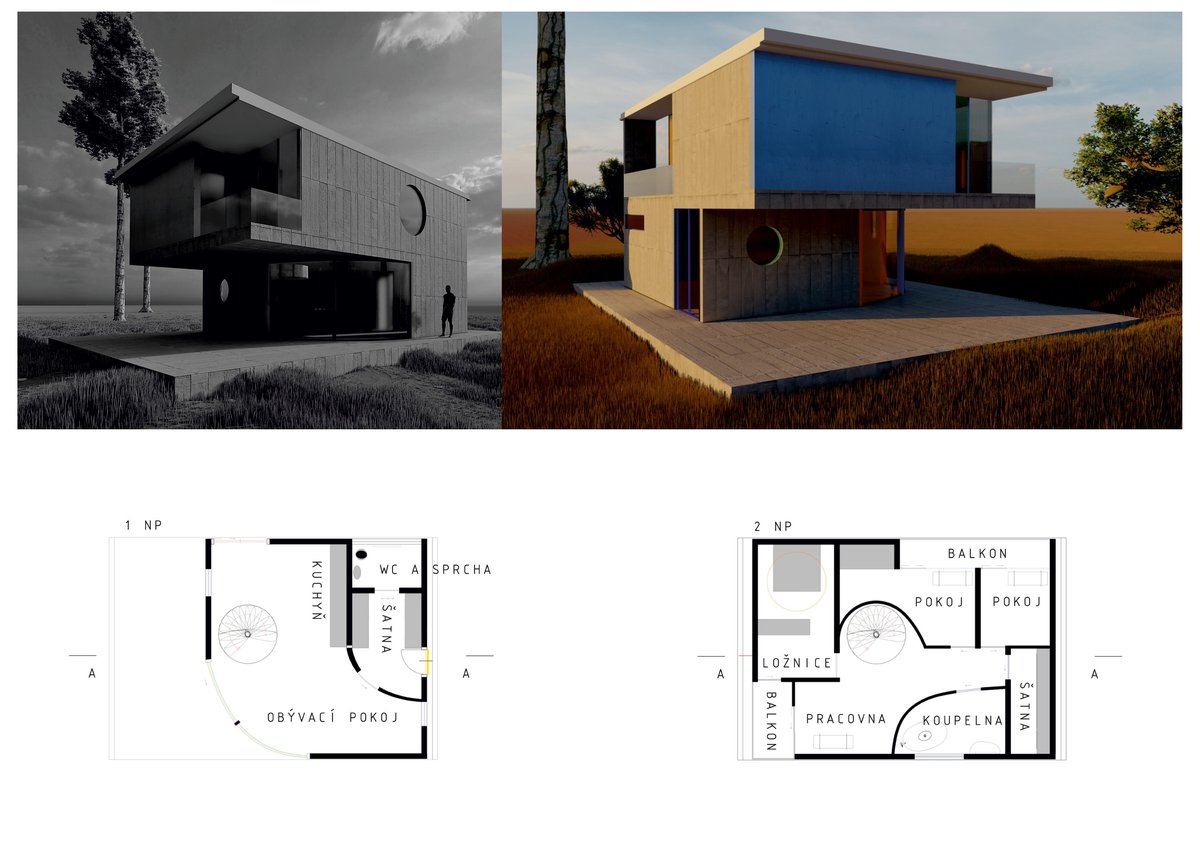 1 NP
KUCHYŇ
WC A SPRCHA
ŠATNA
OBÝVACÍ POKOJ
A
A
2 NP
BALKON
POKOJ
POKOJ
LOŽNICE
BALKON
PRACOVNA
KOUPELNA
ŠATNA
A
A